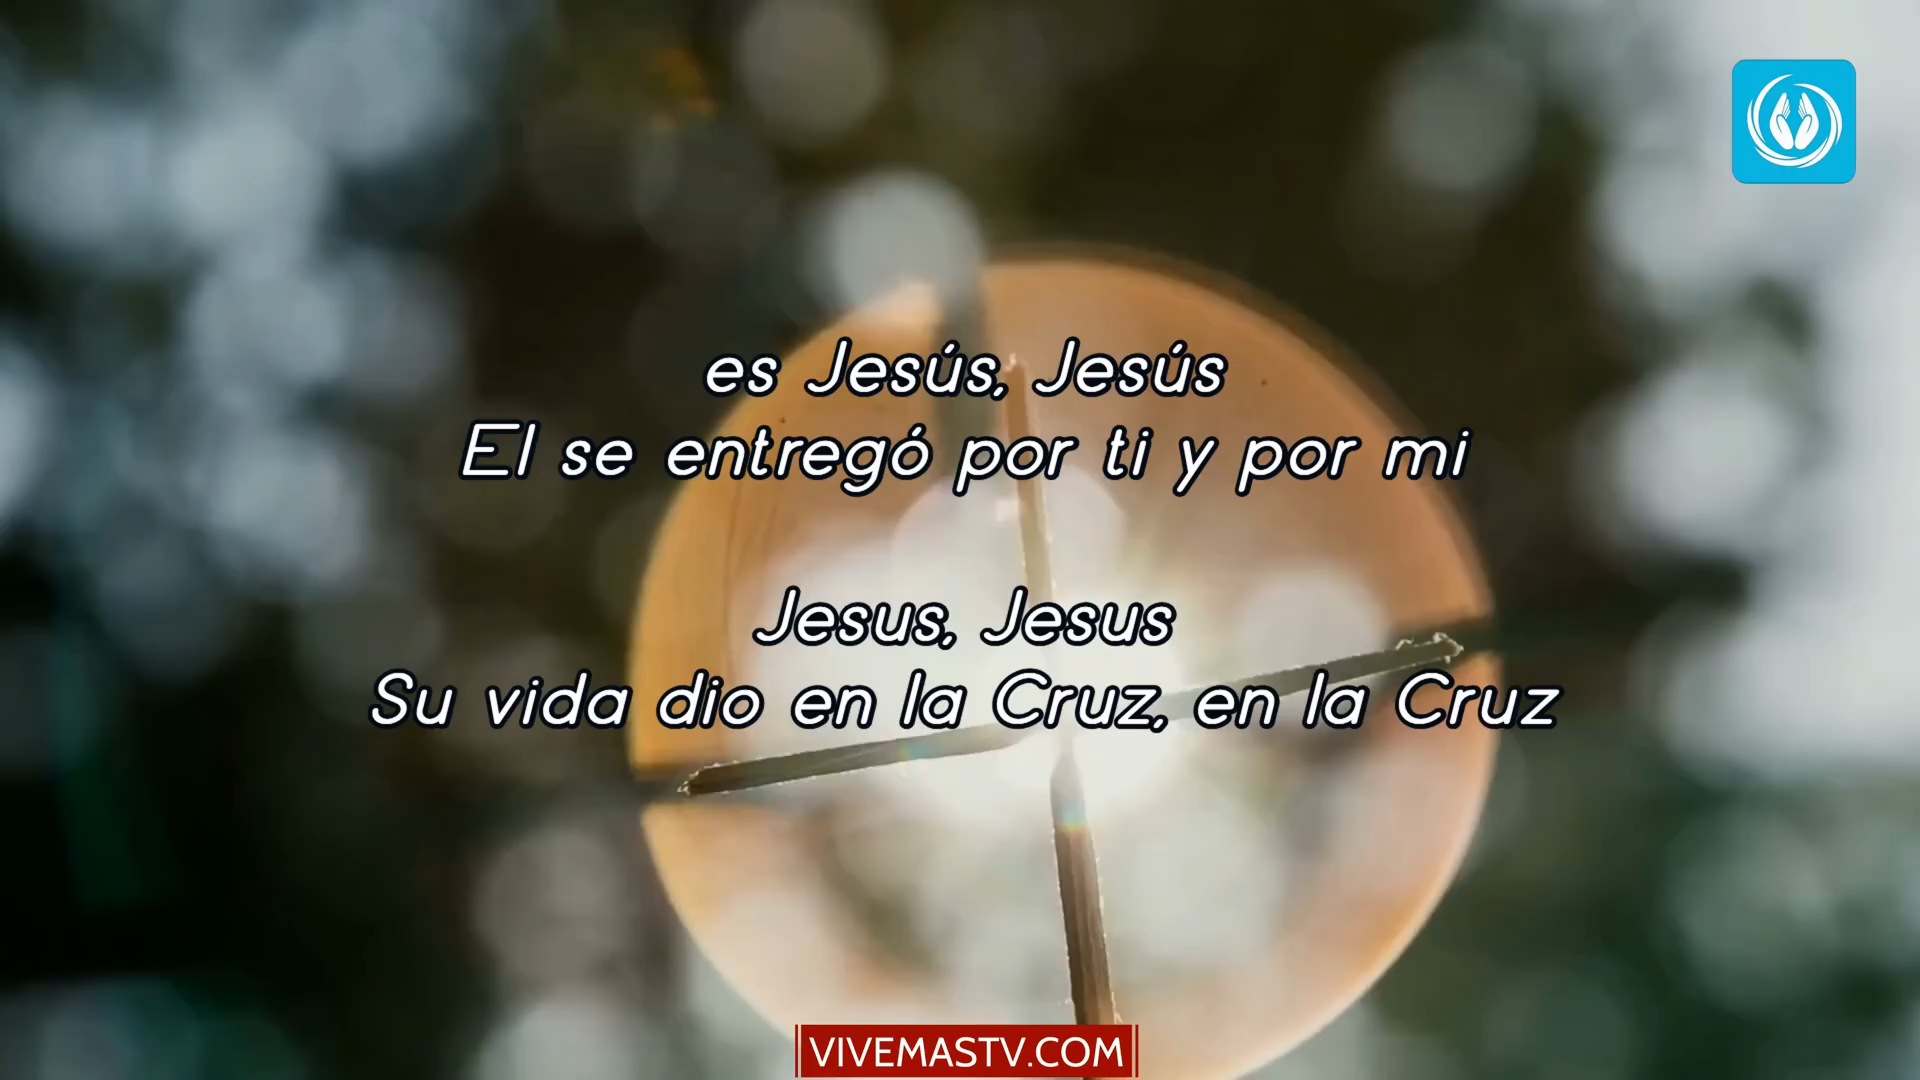 es Jesús, Jesús
El se entregó por ti y por mi
Jesus, Jesus
Su vida dio en la Cruz, en la Cruz
VIVEMASTV.COM